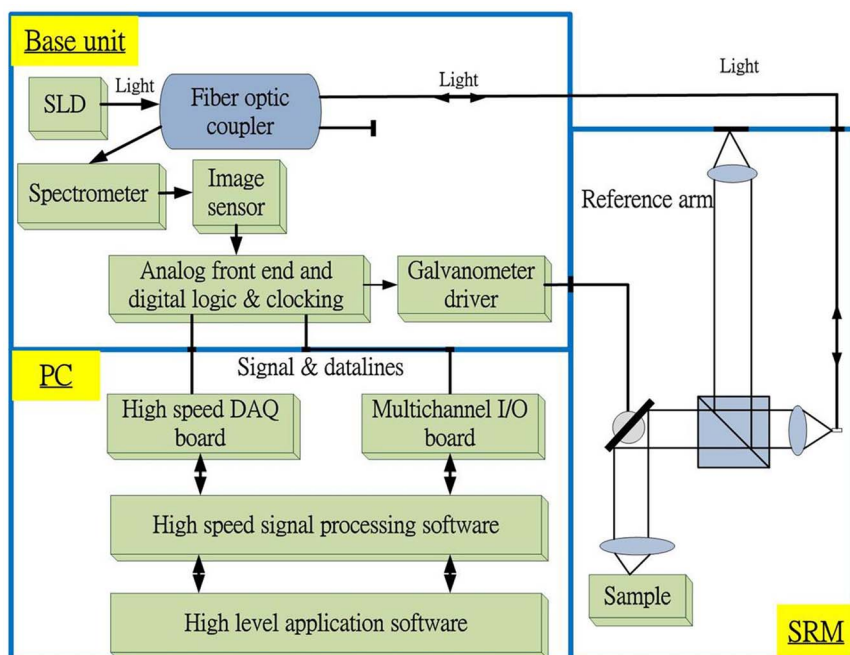 Base unit
SLD
Light
Fiber optic
coupler
Light
Light
Spectrometer
Image
sensor
Reference arm
Analog front end and
digital logic & clocking
Galvanometer
driver
PC
Signal & datalines
High speed DAQ
board
Multichannel I/O
board
High speed signal processing software
High level application software
Sample
SRM